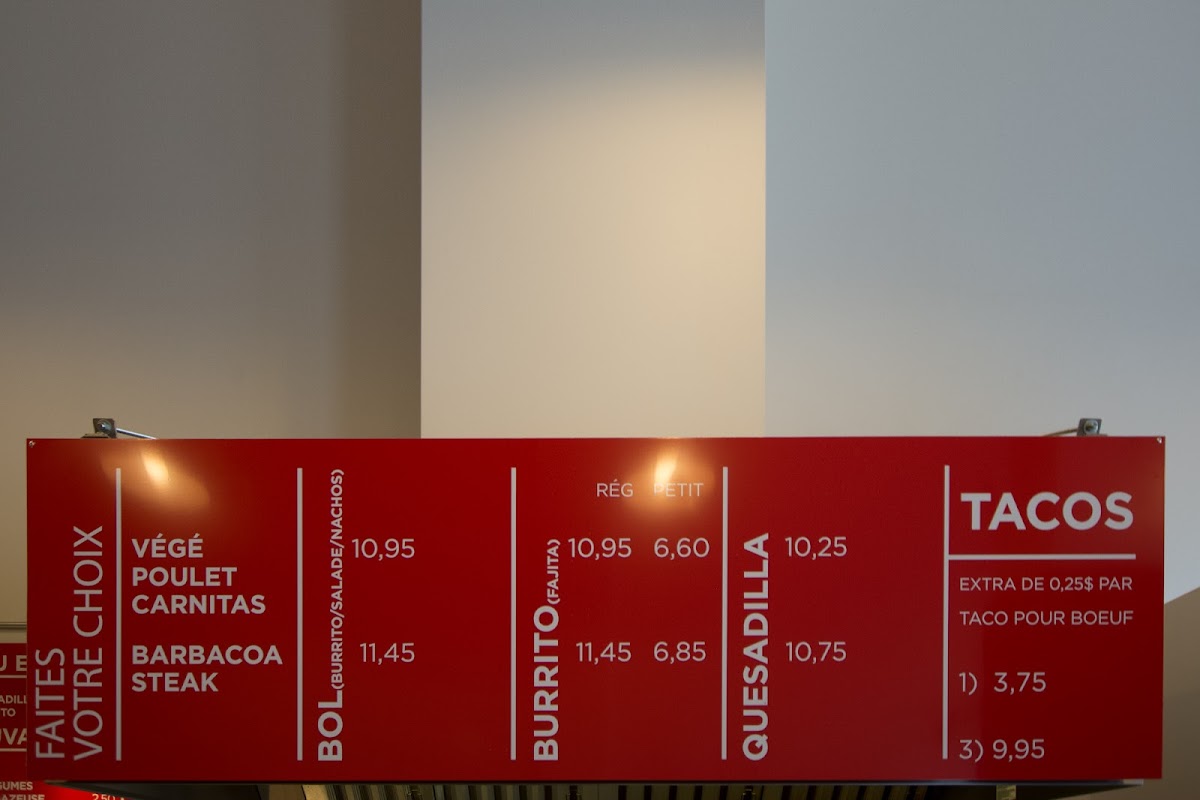 FAITES
VOTRE CHOIX
VÉGÉ
POULET
CARNITAS
BARBACOA
STEAK
BOL(BURRITO/SALADE/NACHOS)
10,95
11,45
BURRITO(FAJITA)
RÉG PETIT
10,95 6,60
11,45 6,85
QUESADILLA
10,25
10,75
TACOS
EXTRA DE 0,25$ PAR
TACO POUR BOEUF
1) 3,75
3) 9,95